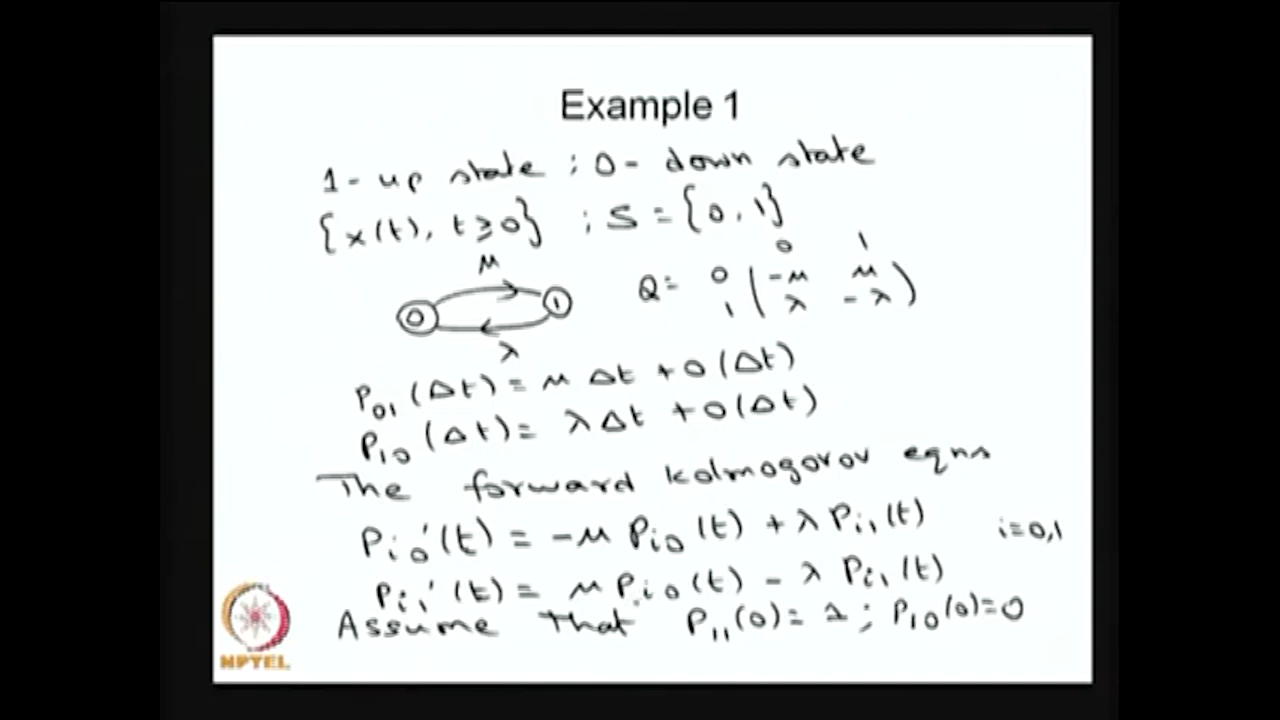 Example 1
1 - up state ; 0 - down state
{x(t), t ≥ 0} ; S = {0, 1}
μ
0 1
λ
0 1
Q = 0 ( -μ μ
1 λ -λ )
P01 (Δt) = μ Δt + o(Δt)
P10 (Δt) = λ Δt + o(Δt)
The forward kolmogorov eqns
Pi0'(t) = -μ Pi0(t) + λ Pi1(t) i=0,1
Pi1'(t) = μ Pi0(t) - λ Pi1(t)
Assume that P11(0) = 1 ; P10(0) = 0
NPTEL